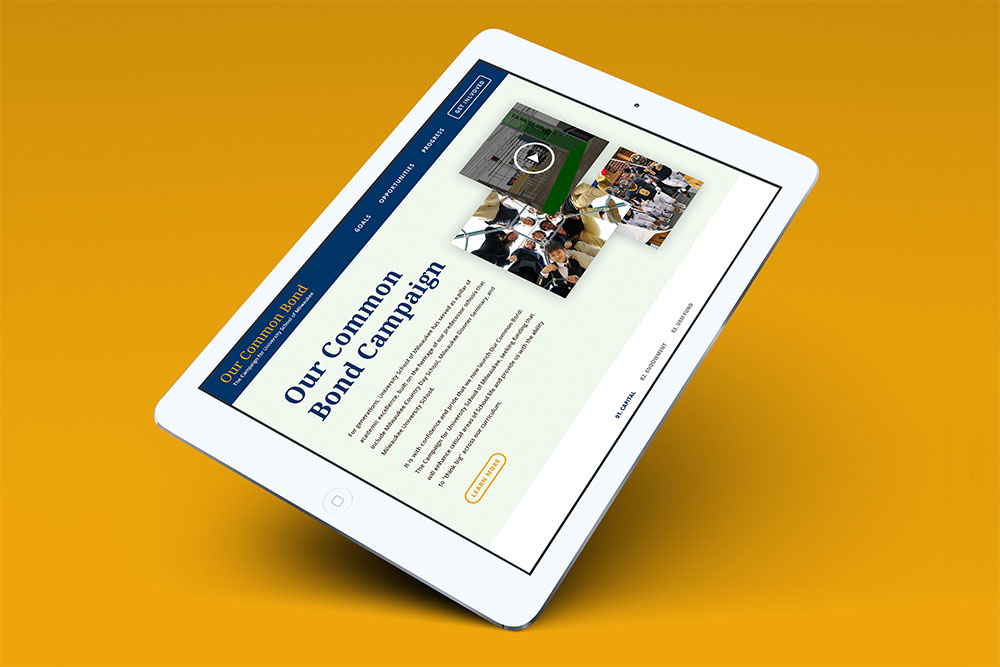 Our Common Bond
The Campaign for University School of Milwaukee
GOALS
OPPORTUNITIES
PROGRESS
GET INLVOVED
Our Common
Bond Campaign
For generations, University School of Milwaukee has served as a pillar of
academic excellence, built on the heritage of our predecessor schools that
include Milwaukee Country Day School, Milwaukee Downer Seminary, and
Milwaukee University School.
It is with confidence and pride that we now launch Our Common Bond:
The Campaign for University School of Milwaukee, seeking funding that
will enhance critical areas of School life and provide us with the ability
to "think big" across our curriculum.
LEARN MORE
01. CAPITAL
02. ENDOWMENT
03. USM FUND